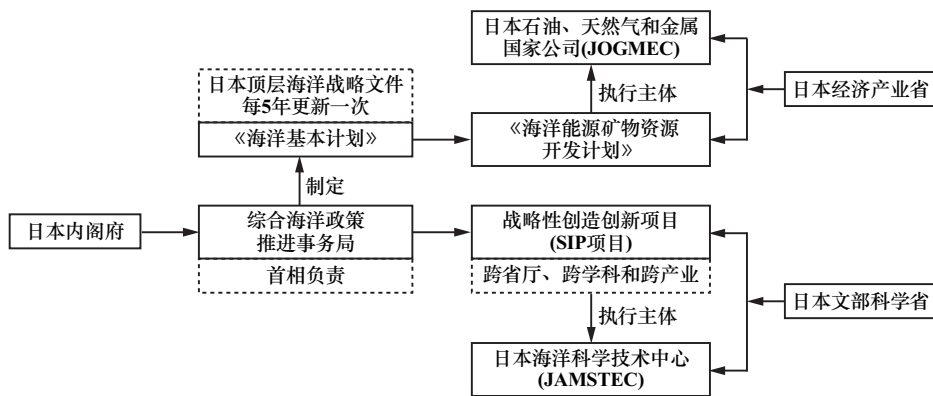 日本石油、天然气和金属
国家公司(JOGMEC)
日本顶层海洋战略文件
每5年更新一次
执行主体
日本经济产业省
《海洋基本计划》
《海洋能源矿物资源
开发计划》
制定
日本内阁府
综合海洋政策
推进事务局
战略性创造创新项目
(SIP项目)
首相负责
跨省厅、跨学科和跨产业
日本文部科学省
执行主体
日本海洋科学技术中心
(JAMSTEC)